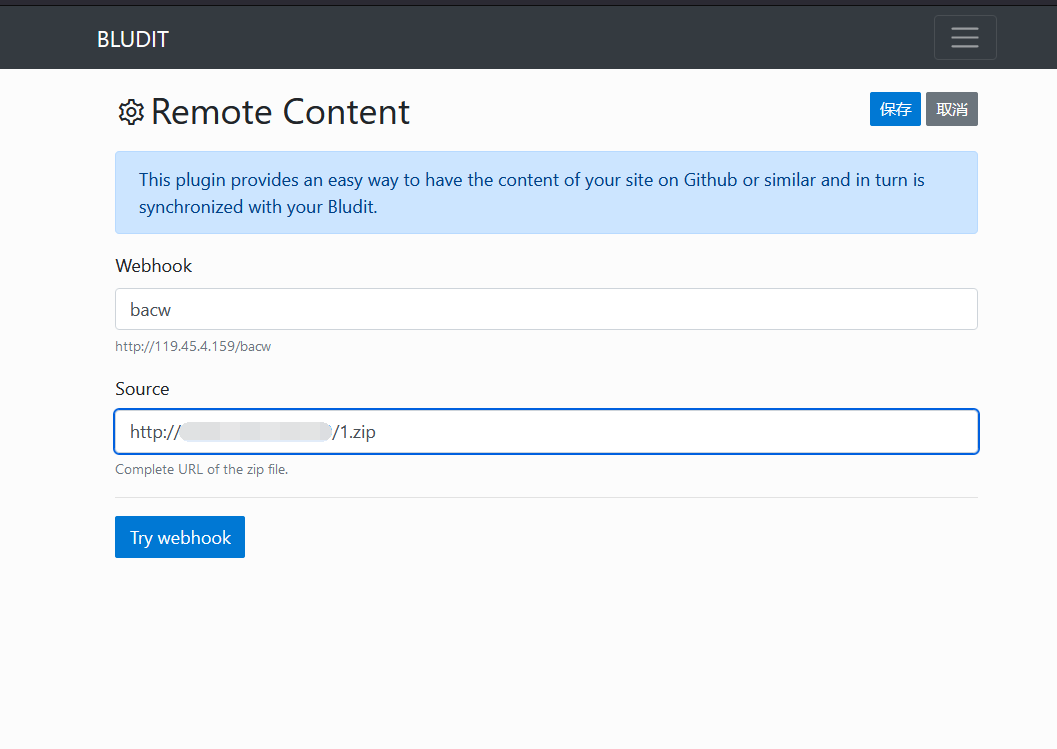 BLUDIT
Remote Content
保存 取消
This plugin provides an easy way to have the content of your site on Github or similar and in turn is
synchronized with your Bludit.
Webhook
bacw
http://119.45.4.159/bacw
Source
http:// /1.zip
Complete URL of the zip file.
Try webhook